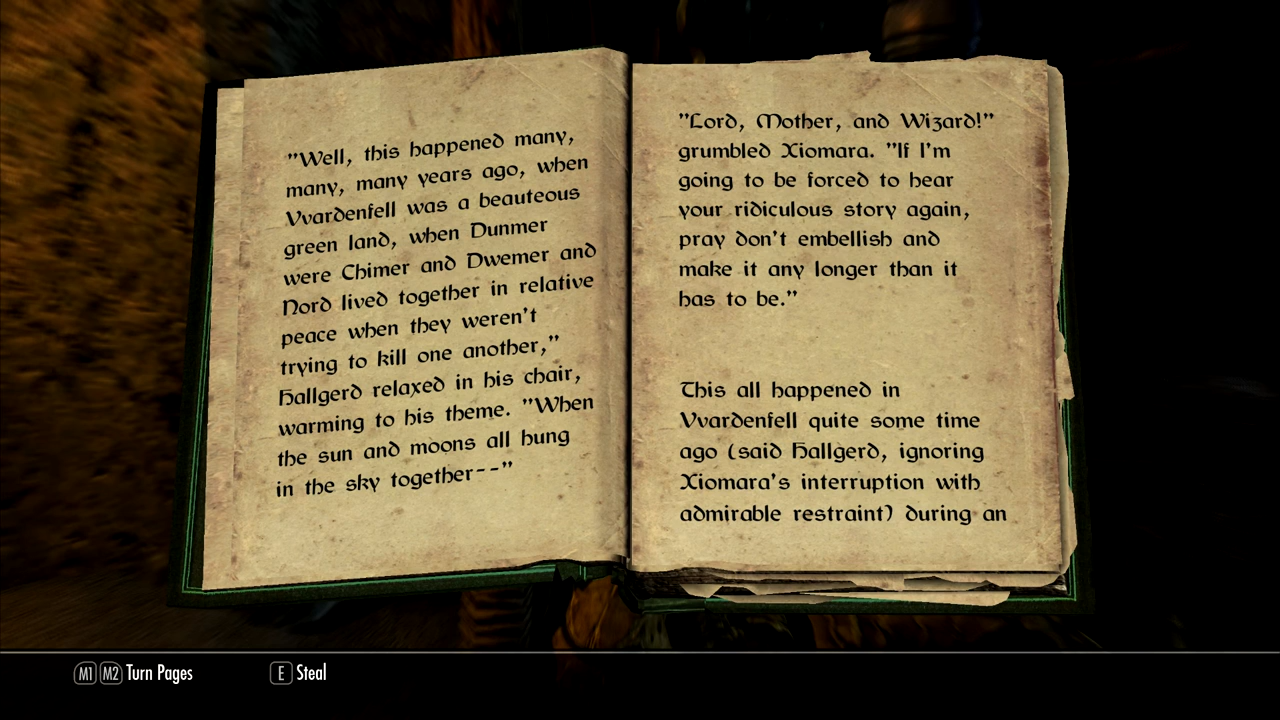 "Well, this happened many,
many, many years ago, when
Vvardenfell was a beauteous
green land, when Dunmer
were Chimer and Dwemer and
Nord lived together in relative
peace when they weren't
trying to kill one another,"
Hallgerd relaxed in his chair,
warming to his theme. "When
the sun and moons all hung
in the sky together--"
"Lord, Mother, and Wizard!"
grumbled Xiomara. "If I'm
going to be forced to hear
your ridiculous story again,
pray don't embellish and
make it any longer than it
has to be."
This all happened in
Vvardenfell quite some time
ago (said Hallgerd, ignoring
Xiomara's interruption with
admirable restraint) during an
M1 M2 Turn Pages
E Steal